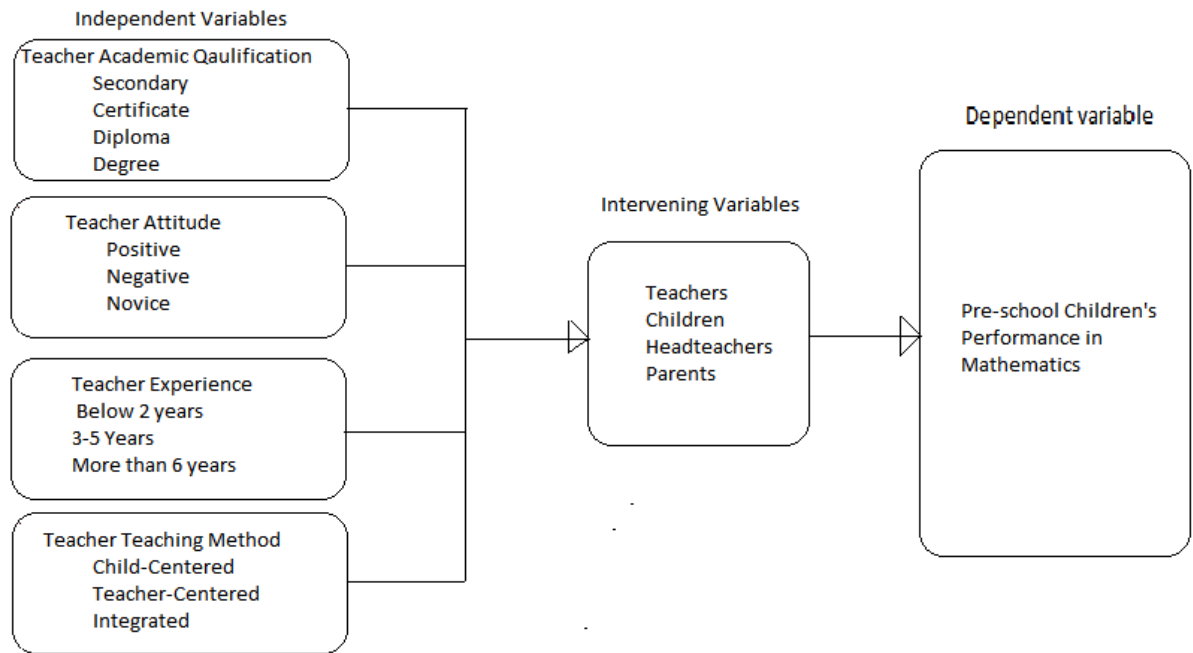 Independent Variables
Teacher Academic Qaulification
Secondary
Certificate
Diploma
Degree
Teacher Attitude
Positive
Negative
Novice
Teacher Experience
Below 2 years
3-5 Years
More than 6 years
Teacher Teaching Method
Child-Centered
Teacher-Centered
Integrated
Intervening Variables
Teachers
Children
Headteachers
Parents
Dependent variable
Pre-school Children's
Performance in
Mathematics